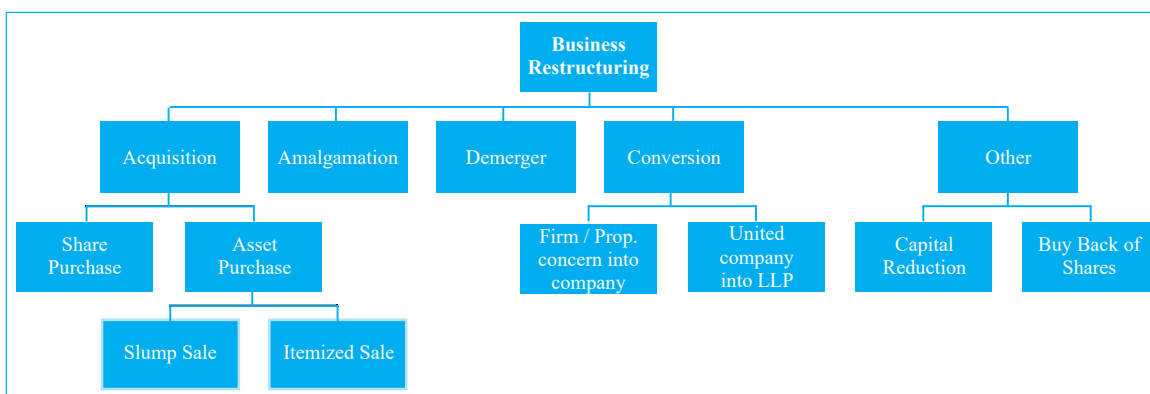 Business
Restructuring
Acquisition
Amalgamation
Demerger
Conversion
Other
Share
Purchase
Asset
Purchase
Firm / Prop.
concern into
company
United
company
into LLP
Capital
Reduction
Buy Back of
Shares
Slump Sale
Itemized Sale